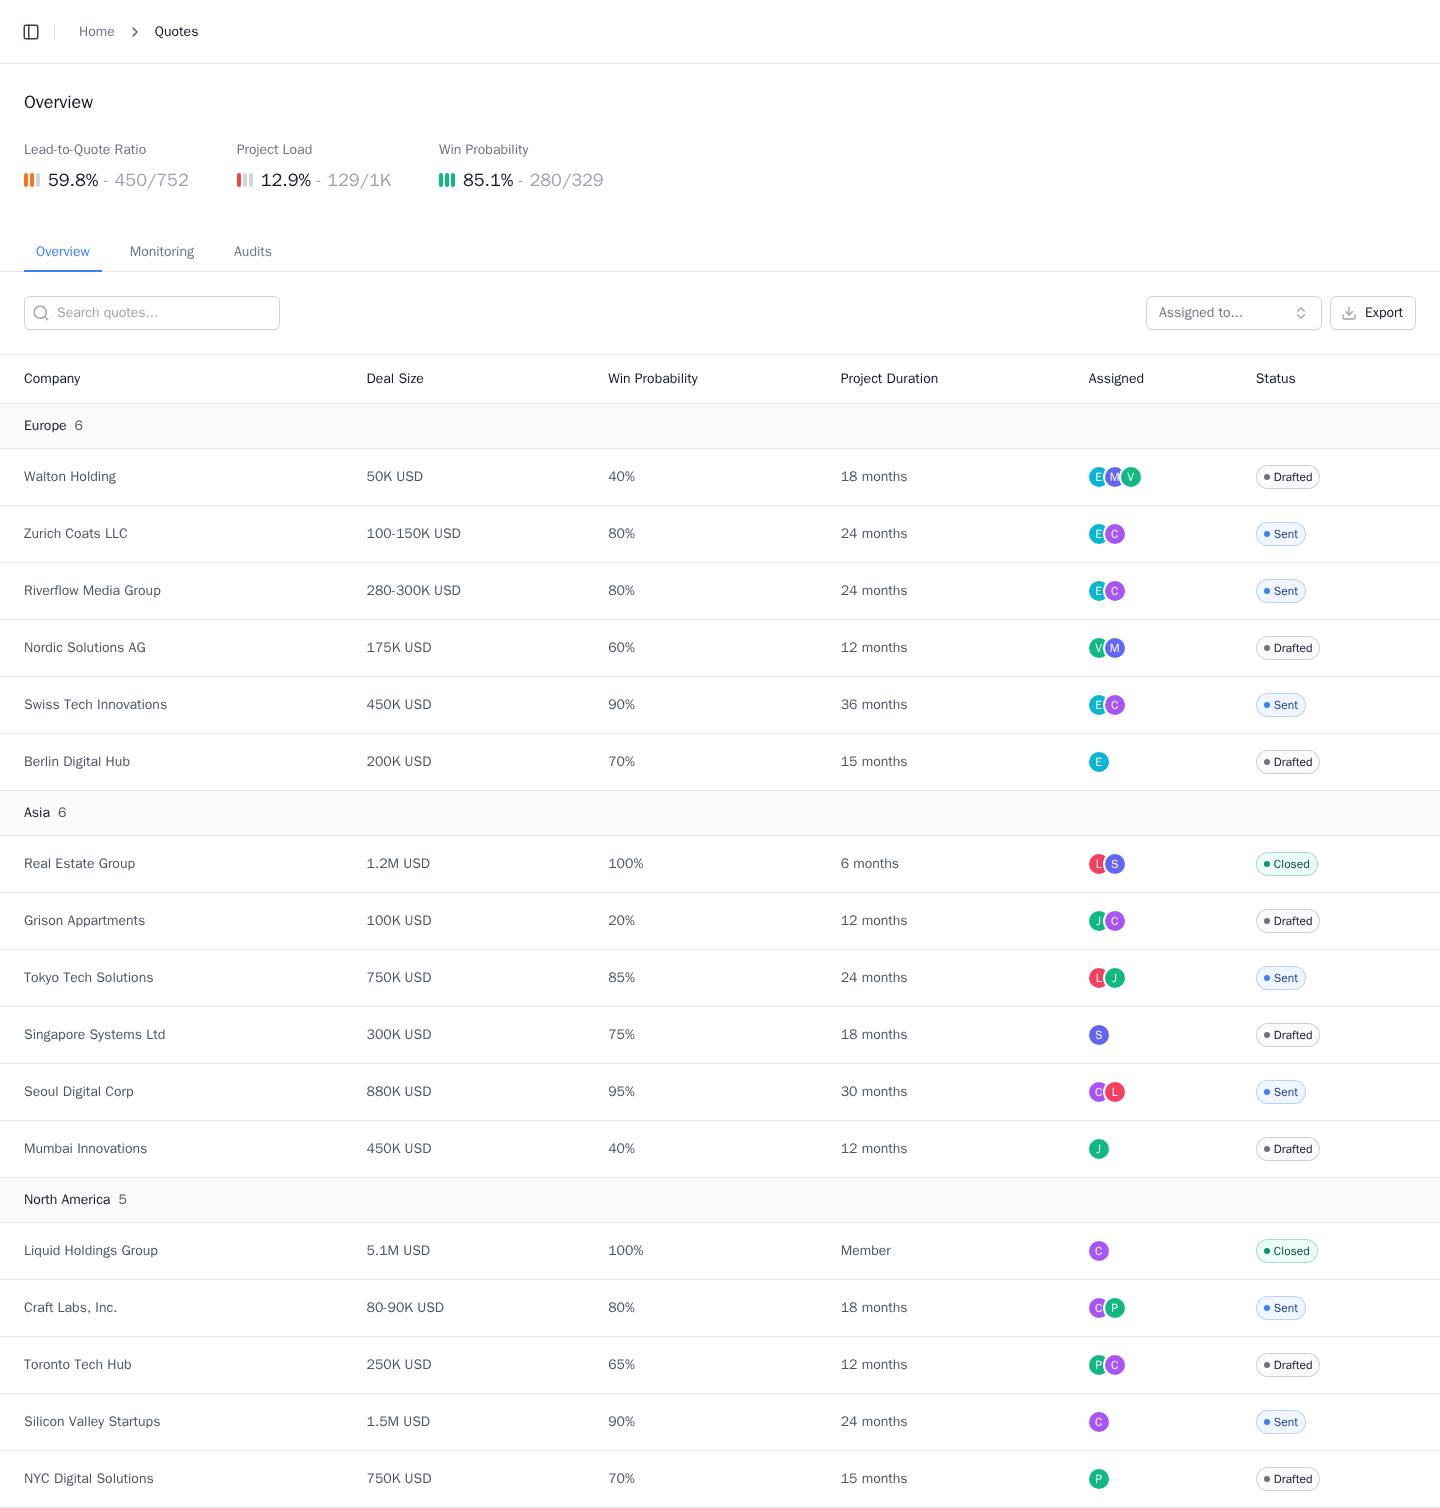 Home Quotes
Overview
Lead-to-Quote Ratio Project Load Win Probability
59.8% - 450/752 12.9% - 129/1K 85.1% - 280/329
Overview Monitoring Audits
Search quotes... Assigned to... Export
Company Deal Size Win Probability Project Duration Assigned Status
Europe 6
Walton Holding 50K USD 40% 18 months E M V Drafted
Zurich Coats LLC 100-150K USD 80% 24 months E C Sent
Riverflow Media Group 280-300K USD 80% 24 months E C Sent
Nordic Solutions AG 175K USD 60% 12 months V M Drafted
Swiss Tech Innovations 450K USD 90% 36 months E C Sent
Berlin Digital Hub 200K USD 70% 15 months E Drafted
Asia 6
Real Estate Group 1.2M USD 100% 6 months L S Closed
Grison Appartments 100K USD 20% 12 months J C Drafted
Tokyo Tech Solutions 750K USD 85% 24 months L J Sent
Singapore Systems Ltd 300K USD 75% 18 months S Drafted
Seoul Digital Corp 880K USD 95% 30 months C L Sent
Mumbai Innovations 450K USD 40% 12 months J Drafted
North America 5
Liquid Holdings Group 5.1M USD 100% Member C Closed
Craft Labs, Inc. 80-90K USD 80% 18 months C P Sent
Toronto Tech Hub 250K USD 65% 12 months P C Drafted
Silicon Valley Startups 1.5M USD 90% 24 months C Sent
NYC Digital Solutions 750K USD 70% 15 months P Drafted